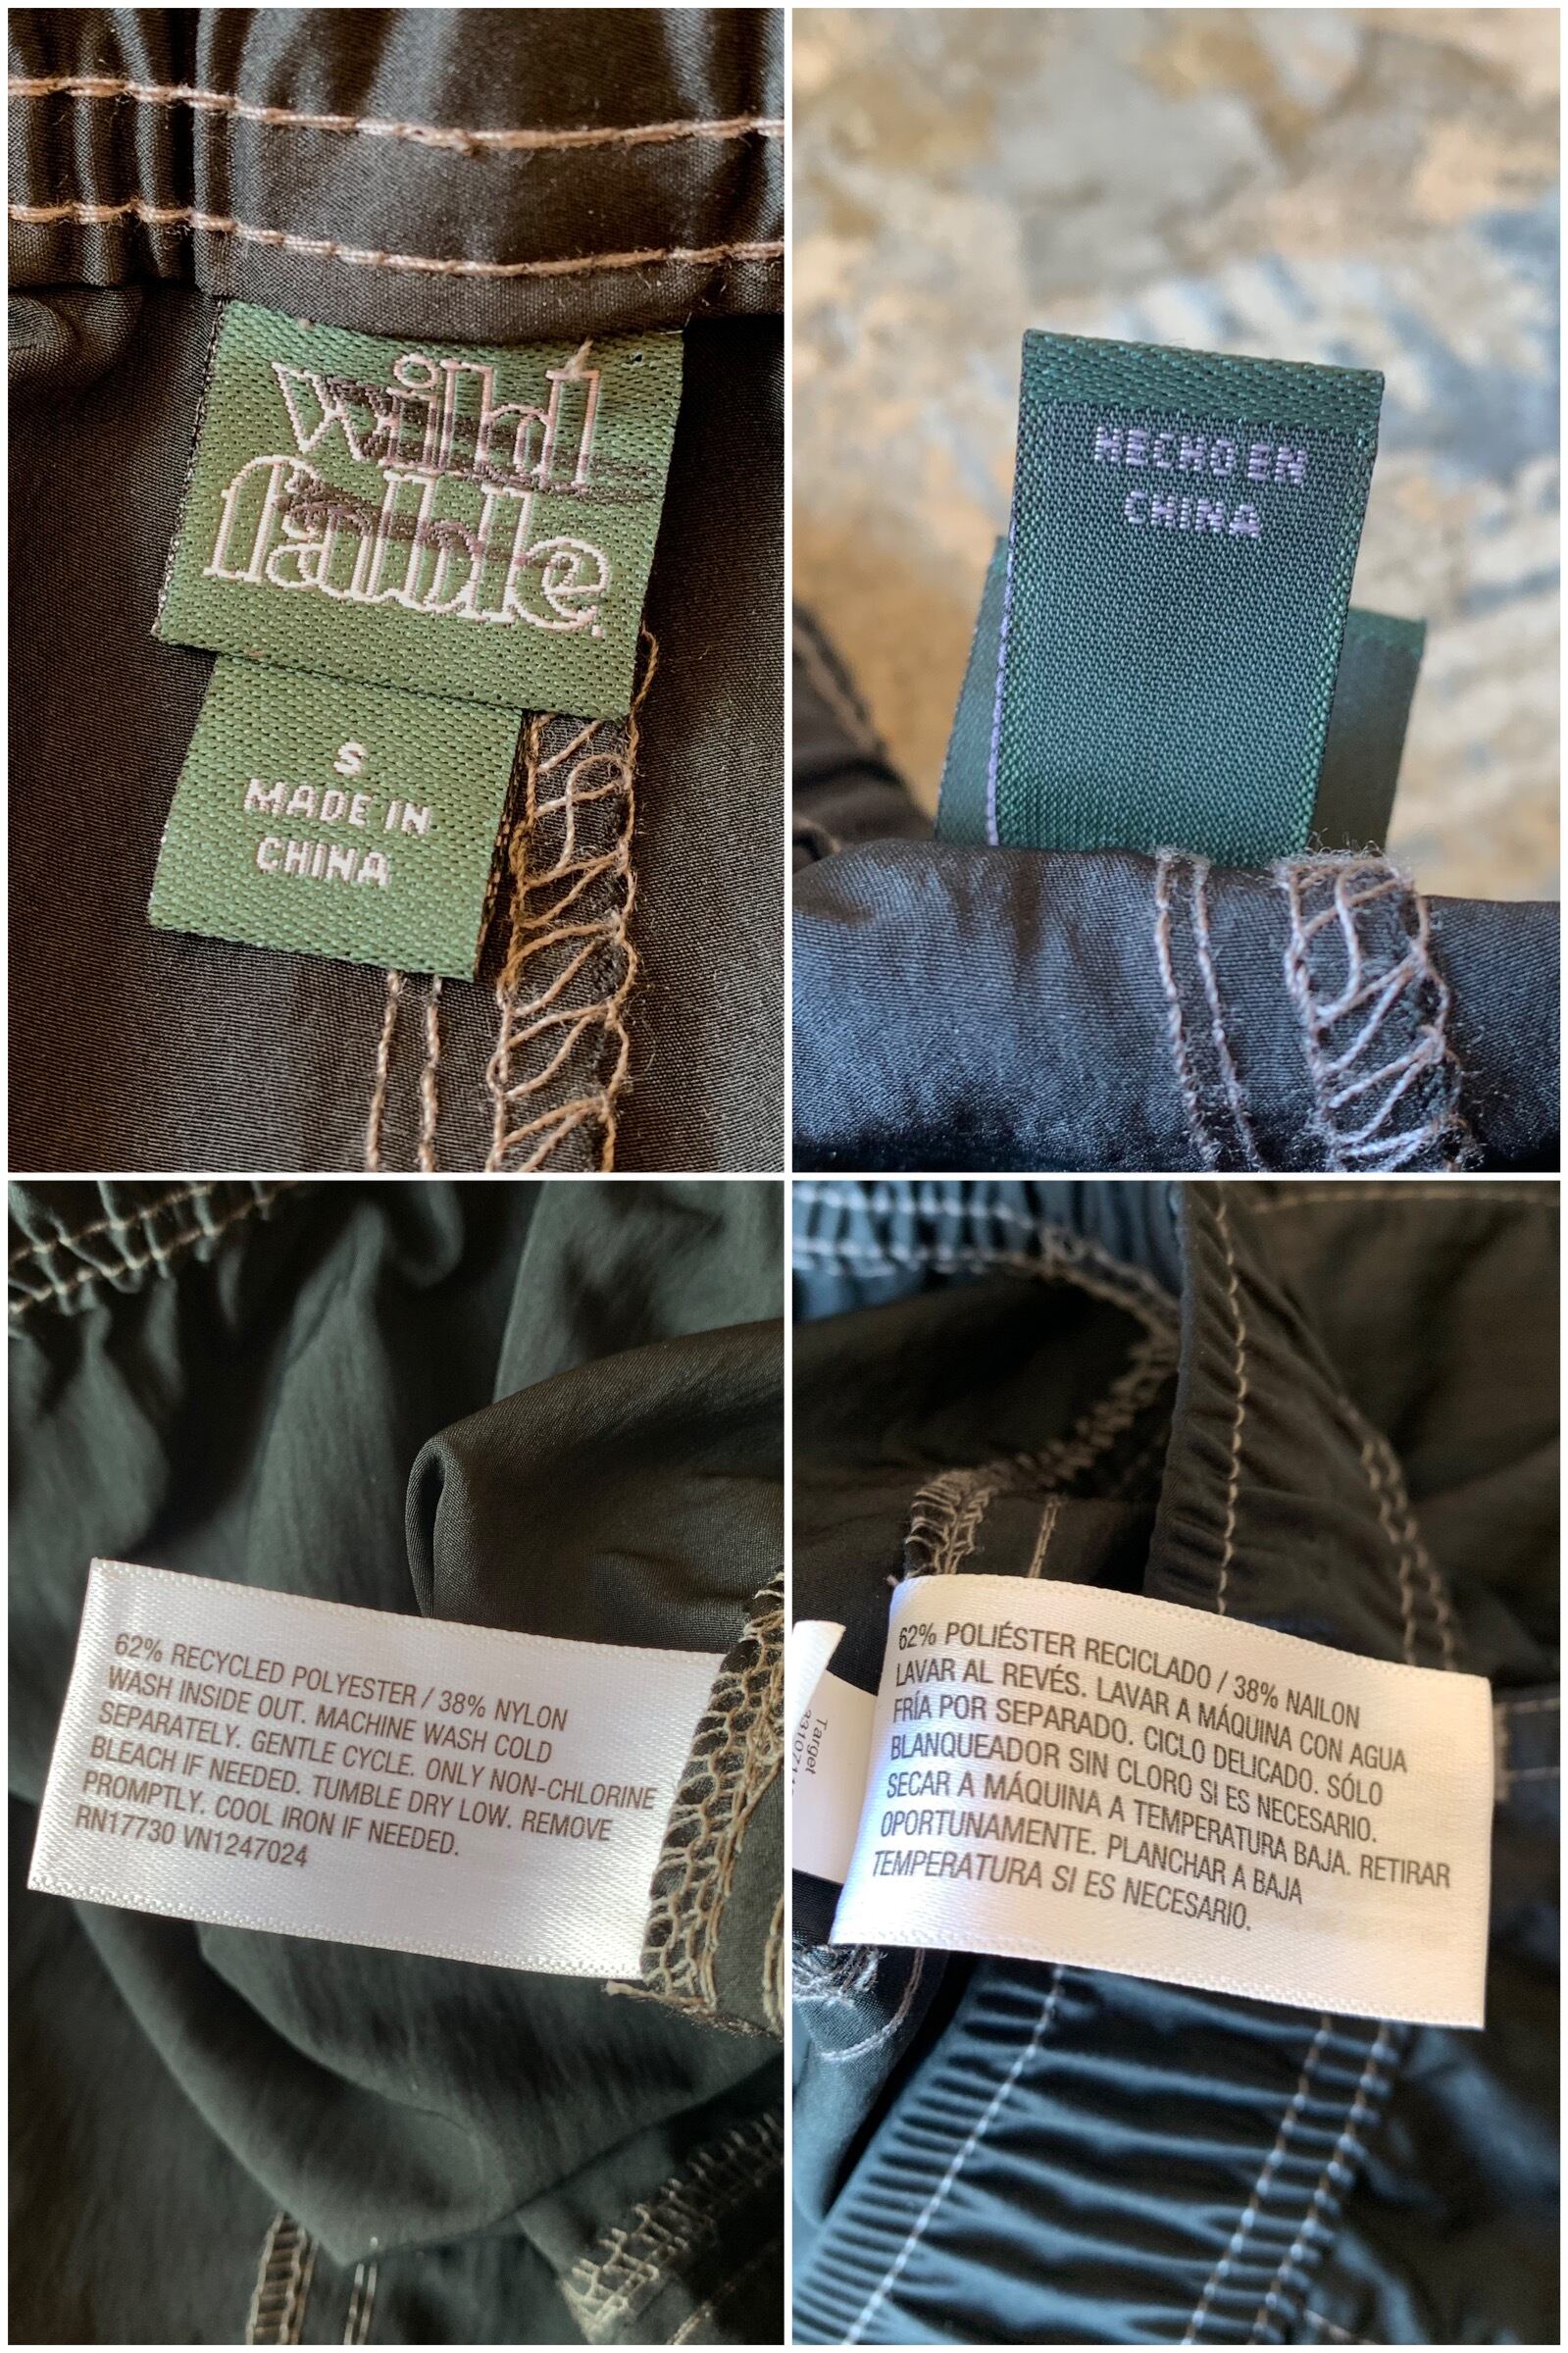 wild
fable.
S
MADE IN
CHINA
HECHO EN
CHINA
62% RECYCLED POLYESTER / 38% NYLON
WASH INSIDE OUT. MACHINE WASH COLD
SEPARATELY. GENTLE CYCLE. ONLY NON-CHLORINE
BLEACH IF NEEDED. TUMBLE DRY LOW. REMOVE
PROMPTLY. COOL IRON IF NEEDED.
RN17730 VN1247024
62% POLIÉSTER RECICLADO / 38% NAILON
LAVAR AL REVÉS. LAVAR A MÁQUINA CON AGUA
FRÍA POR SEPARADO. CICLO DELICADO. SÓLO
BLANQUEADOR SIN CLORO SI ES NECESARIO.
SECAR A MÁQUINA A TEMPERATURA BAJA. RETIRAR
OPORTUNAMENTE. PLANCHAR A BAJA
TEMPERATURA SI ES NECESARIO.
Target